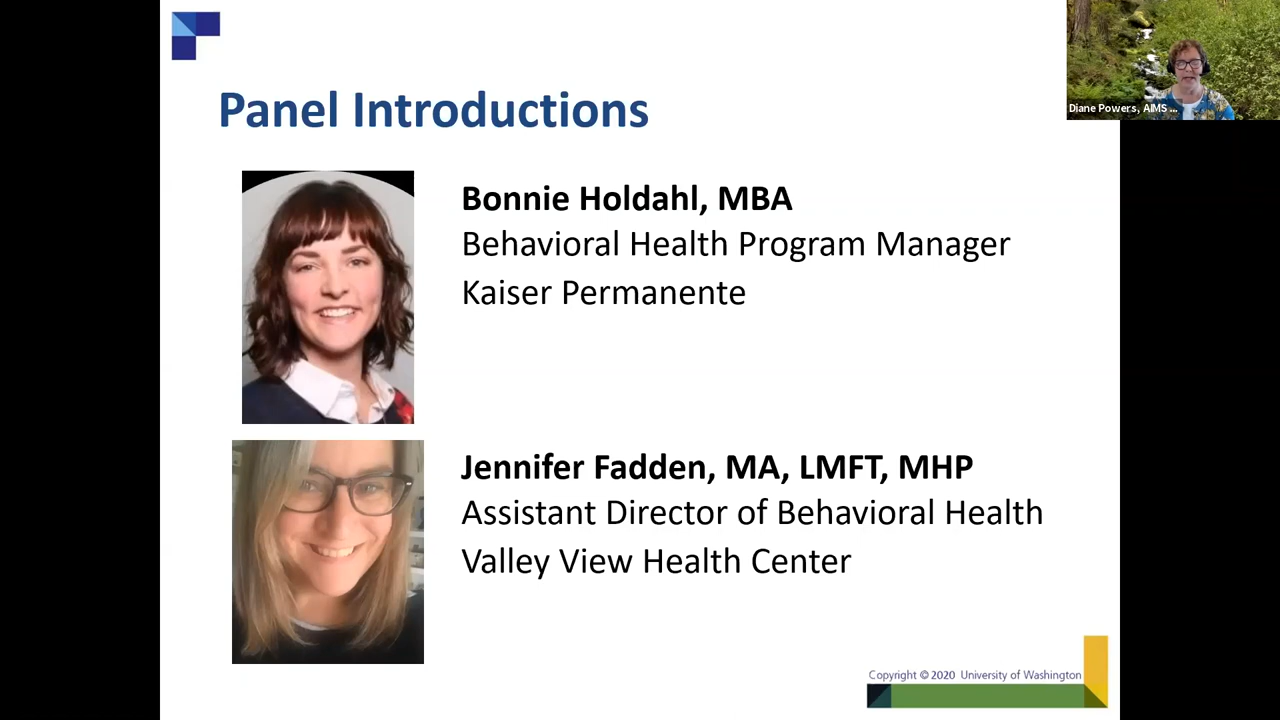 Panel Introductions
Diane Powers, AIMS ...
Bonnie Holdahl, MBA
Behavioral Health Program Manager
Kaiser Permanente
Jennifer Fadden, MA, LMFT, MHP
Assistant Director of Behavioral Health
Valley View Health Center
Copyright © 2020 University of Washington